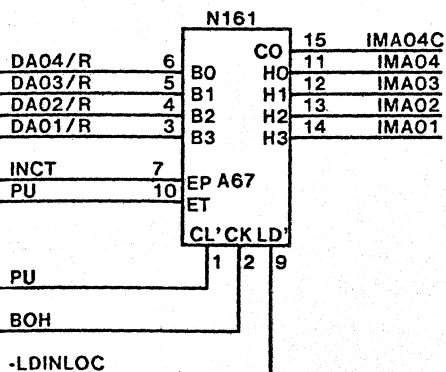 N161
15 IMA04C
CO
DA04/R 6 B0 H0 11 IMA04
DA03/R 5 B1 H1 12 IMA03
DA02/R 4 B2 H2 13 IMA02
DA01/R 3 B3 H3 14 IMA01
INCT 7 EP A67
PU 10 ET
CL' CK LD'
1 2 9
PU
BOH
-LDINLOC